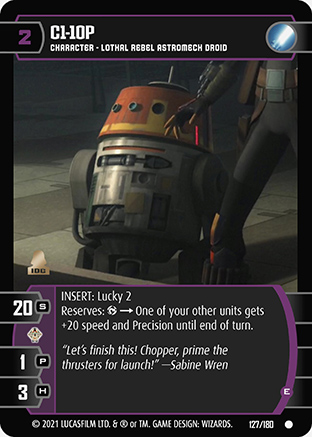 2 C1-10P
CHARACTER - LOTHAL REBEL ASTROMECH DROID
IDG
20 S
INSERT: Lucky 2
Reserves: → One of your other units gets
+20 speed and Precision until end of turn.
1 P
“Let’s finish this! Chopper, prime the
thrusters for launch!” —Sabine Wren
3 H
E
© 2021 LUCASFILM LTD. & ® or TM. GAME DESIGN: WIZARDS. 127/180